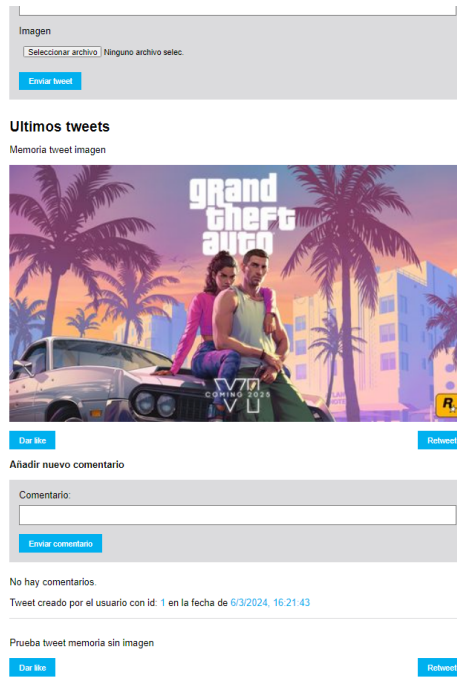 Imagen
Seleccionar archivo Ninguno archivo selec.
Enviar tweet
Ultimos tweets
Memoria tweet imagen
grand
theft
auto
VI
COMING 2025
R
Dar like
Retweet
Añadir nuevo comentario
Comentario:
Enviar comentario
No hay comentarios.
Tweet creado por el usuario con id: 1 en la fecha de 6/3/2024, 16:21:43
Prueba tweet memoria sin imagen
Dar like
Retweet